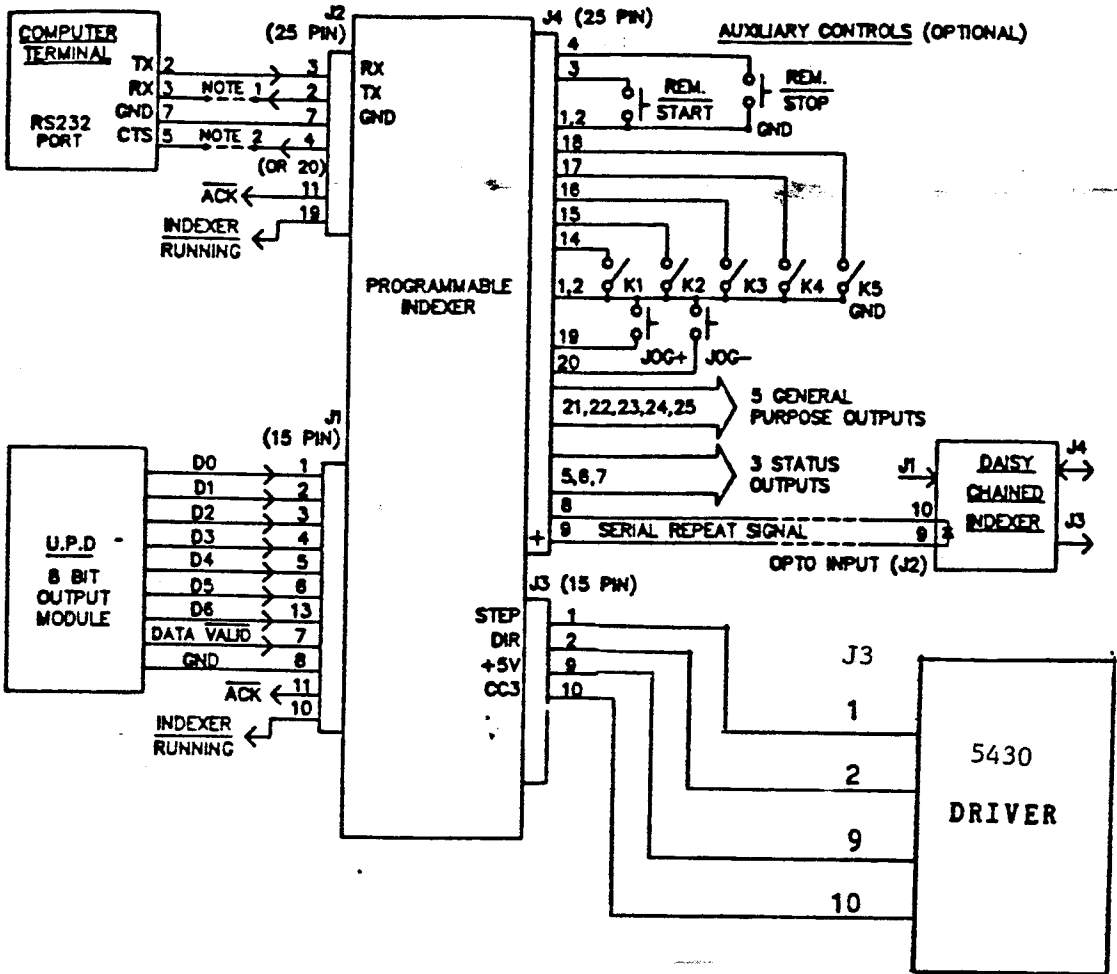 COMPUTER
TERMINAL
TX 2
RX 3
GND 7
CTS 5
RS232
PORT
NOTE 1
NOTE 2
J2
(25 PIN)
3 RX
2 TX
7 GND
4
(OR 20)
ACK 11
19
INDEXER
RUNNING
PROGRAMMABLE
INDEXER
J4 (25 PIN)
AUXILIARY CONTROLS (OPTIONAL)
4
3
REM.
START
REM.
STOP
1,2
GND
18
17
16
15
14
1,2
K1
K2
K3
K4
K5
GND
19
20
JOG+
JOG-
21,22,23,24,25
5 GENERAL
PURPOSE OUTPUTS
5,6,7
3 STATUS
OUTPUTS
8
9
+
SERIAL REPEAT SIGNAL
10
9
OPTO INPUT (J2)
J1
DAISY
CHAINED
INDEXER
J4
J3
J1
(15 PIN)
U.P.D
8 BIT
OUTPUT
MODULE
D0 1
D1 2
D2 3
D3 4
D4 5
D5 6
D6 13
DATA VALID 7
GND 8
ACK 11
10
INDEXER
RUNNING
J3 (15 PIN)
STEP 1
DIR 2
+5V 9
CC3 10
J3
1
2
9
10
5430
DRIVER